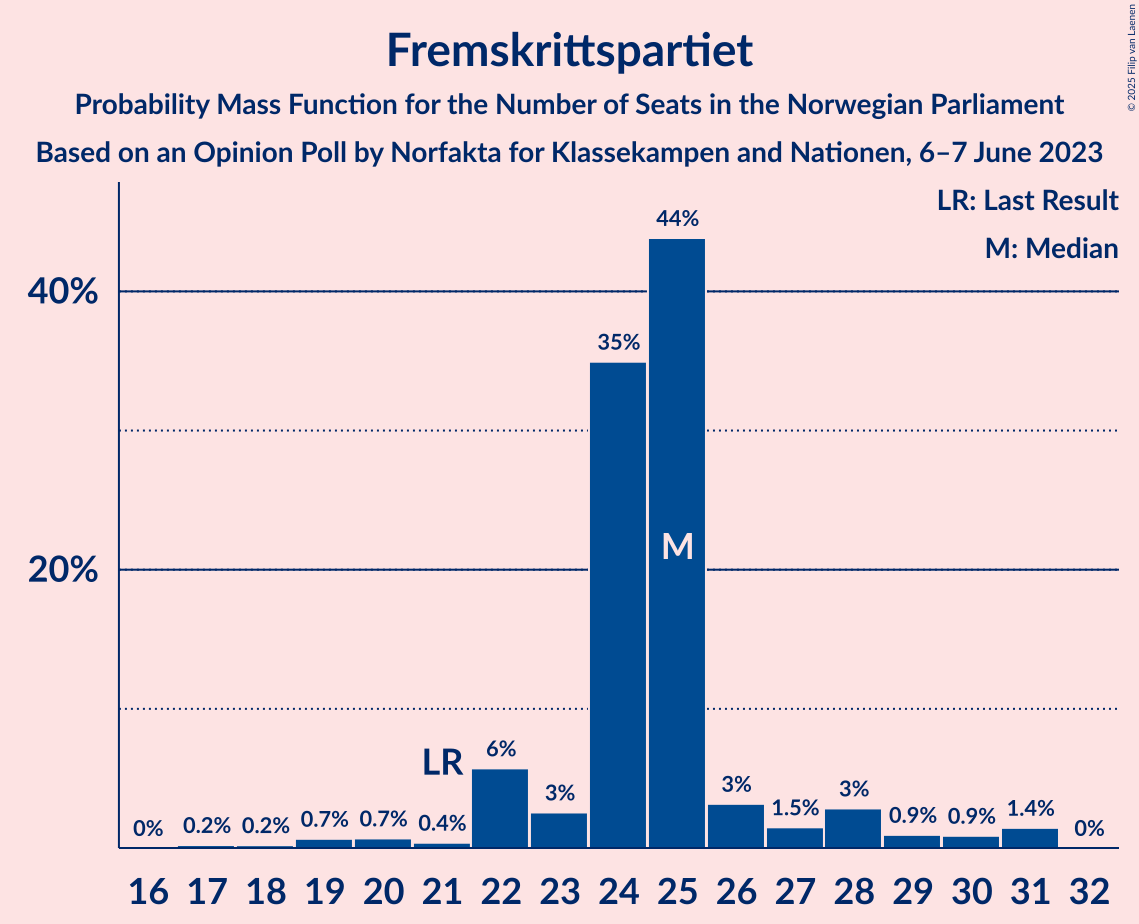 © 2025 Filip van Laenen
Fremskrittspartiet
Probability Mass Function for the Number of Seats in the Norwegian Parliament
Based on an Opinion Poll by Norfakta for Klassekampen and Nationen, 6–7 June 2023
LR: Last Result
M: Median
40%
20%
0% 0.2% 0.2% 0.7% 0.7% 0.4% 6% 3% 35% 44% 3% 1.5% 3% 0.9% 0.9% 1.4% 0%
LR
M
16 17 18 19 20 21 22 23 24 25 26 27 28 29 30 31 32